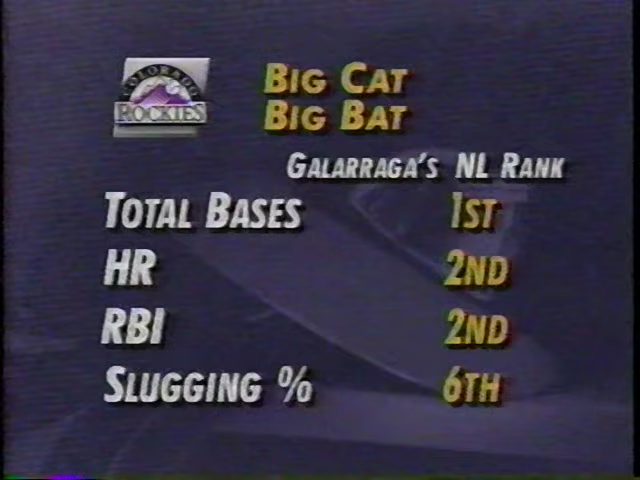 COLORADO
ROCKIES
BIG CAT
BIG BAT
GALARRAGA'S NL RANK
TOTAL BASES 1ST
HR 2ND
RBI 2ND
SLUGGING % 6TH